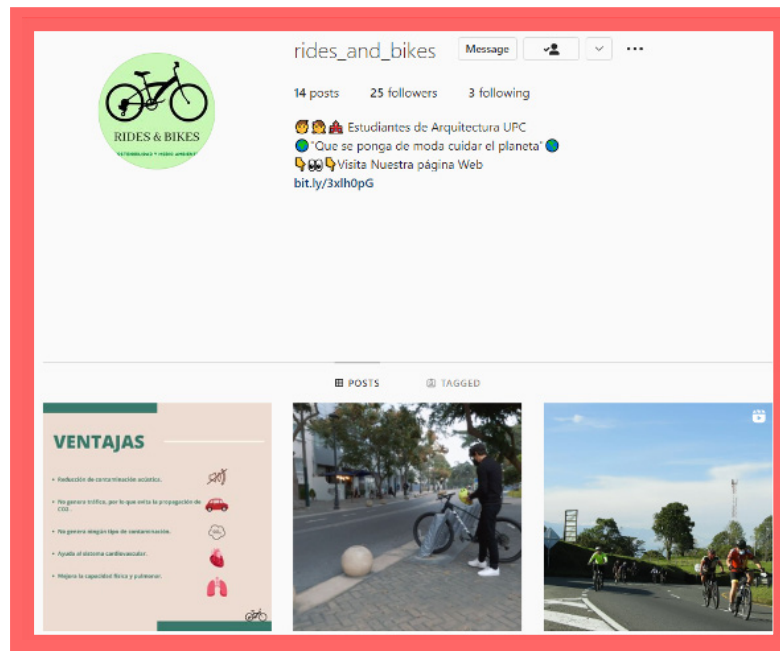 rides_and_bikes Message
14 posts 25 followers 3 following
Estudiantes de Arquitectura UPC
"Que se ponga de moda cuidar el planeta"
Visita Nuestra página Web
bit.ly/3xlh0pG
RIDES & BIKES
POSTS TAGGED
VENTAJAS
• Reducción de contaminación acústica.
• No genera tráfico, por lo que evita la propagación de
CO2 .
• No genera ningún tipo de contaminación.
• Ayuda al sistema cardiovascular.
• Mejora la capacidad física y pulmonar.